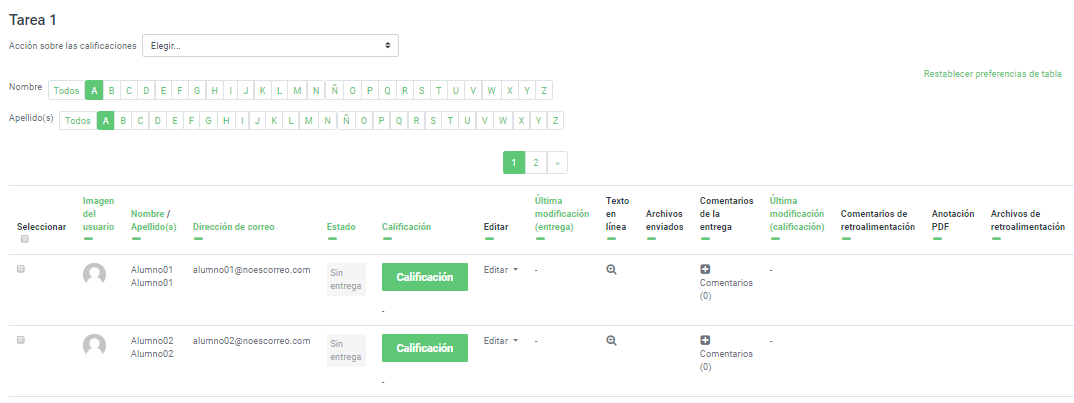 Tarea 1
Acción sobre las calificaciones Elegir...
Restablecer preferencias de tabla
Nombre Todos A B C D E F G H I J K L M N Ñ O P Q R S T U V W X Y Z
Apellido(s) Todos A B C D E F G H I J K L M N Ñ O P Q R S T U V W X Y Z
1 2 »
Seleccionar
Imagen
del
usuario
Nombre /
Apellido(s)
Dirección de correo
Estado
Calificación
Editar
Última
modificación
(entrega)
Texto
en
línea
Archivos
enviados
Comentarios
de la
entrega
Última
modificación
(calificación)
Comentarios de
retroalimentación
Anotación
PDF
Archivos de
retroalimentación
Alumno01
Alumno01
alumno01@noescorreo.com
Sin
entrega
Calificación
-
Editar
-
Comentarios
(0)
-
Alumno02
Alumno02
alumno02@noescorreo.com
Sin
entrega
Calificación
-
Editar
-
Comentarios
(0)
-